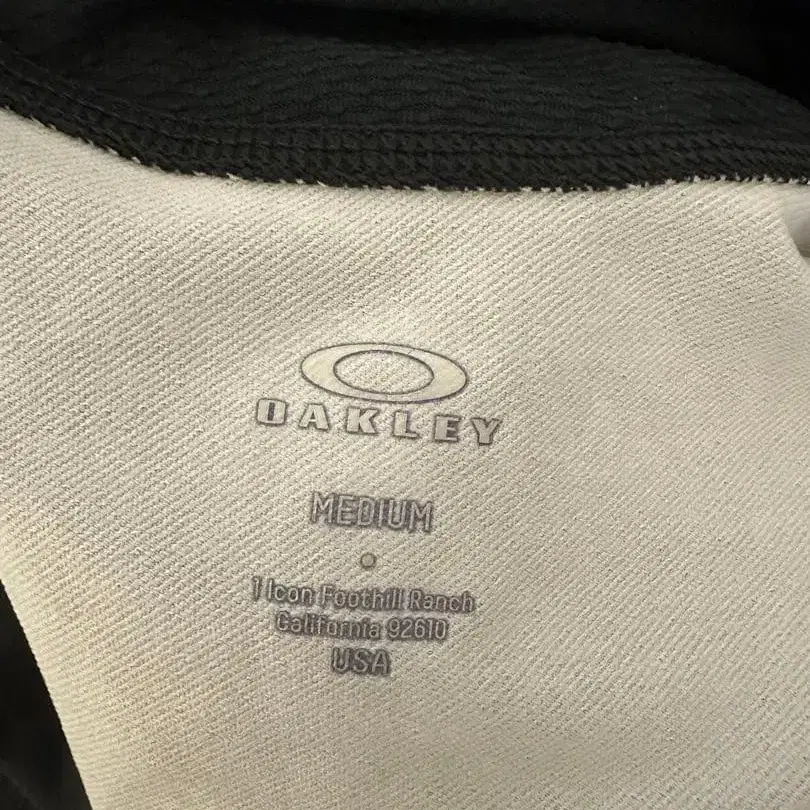 OAKLEY
MEDIUM
1 Icon Foothill Ranch
California 92610
USA